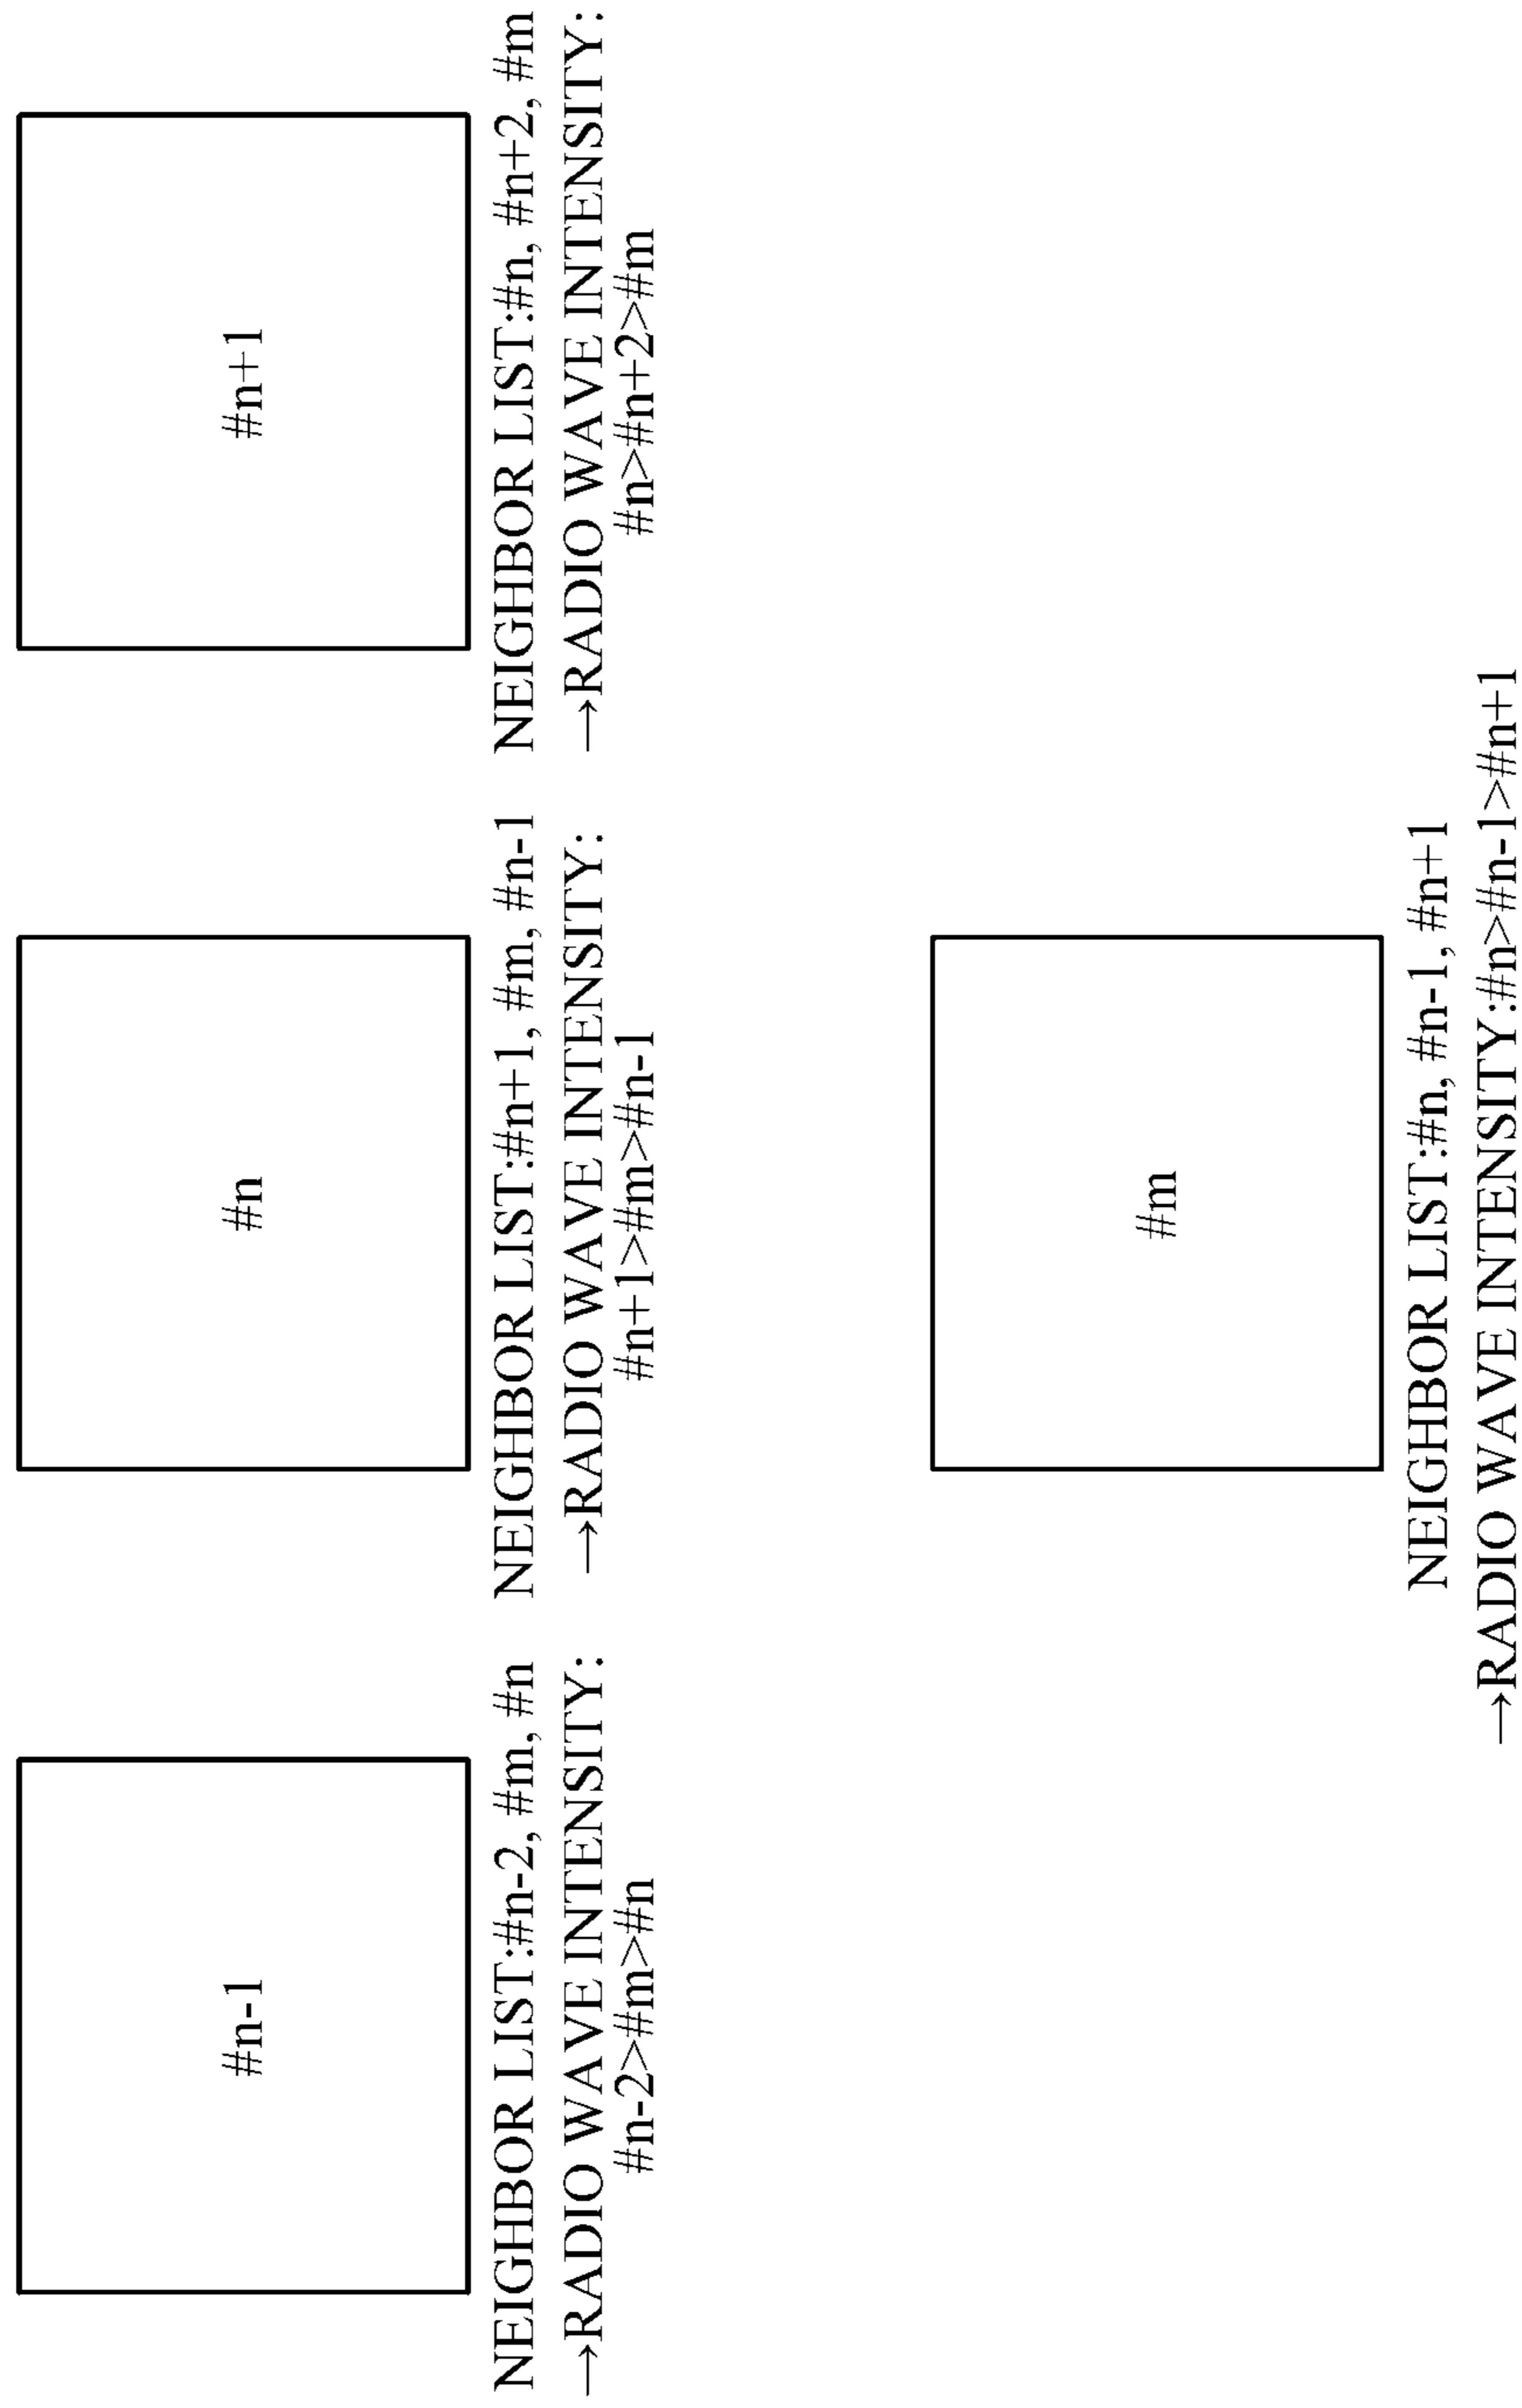 #n-1
NEIGHBOR LIST:#n-2, #m, #n
→RADIO WAVE INTENSITY:
#n-2>#m>#n
#n
NEIGHBOR LIST:#n+1, #m, #n-1
→RADIO WAVE INTENSITY:
#n+1>#m>#n-1
#n+1
NEIGHBOR LIST:#n, #n+2, #m
→RADIO WAVE INTENSITY:
#n>#n+2>#m
#m
NEIGHBOR LIST:#n, #n-1, #n+1
→RADIO WAVE INTENSITY:#n>#n-1>#n+1